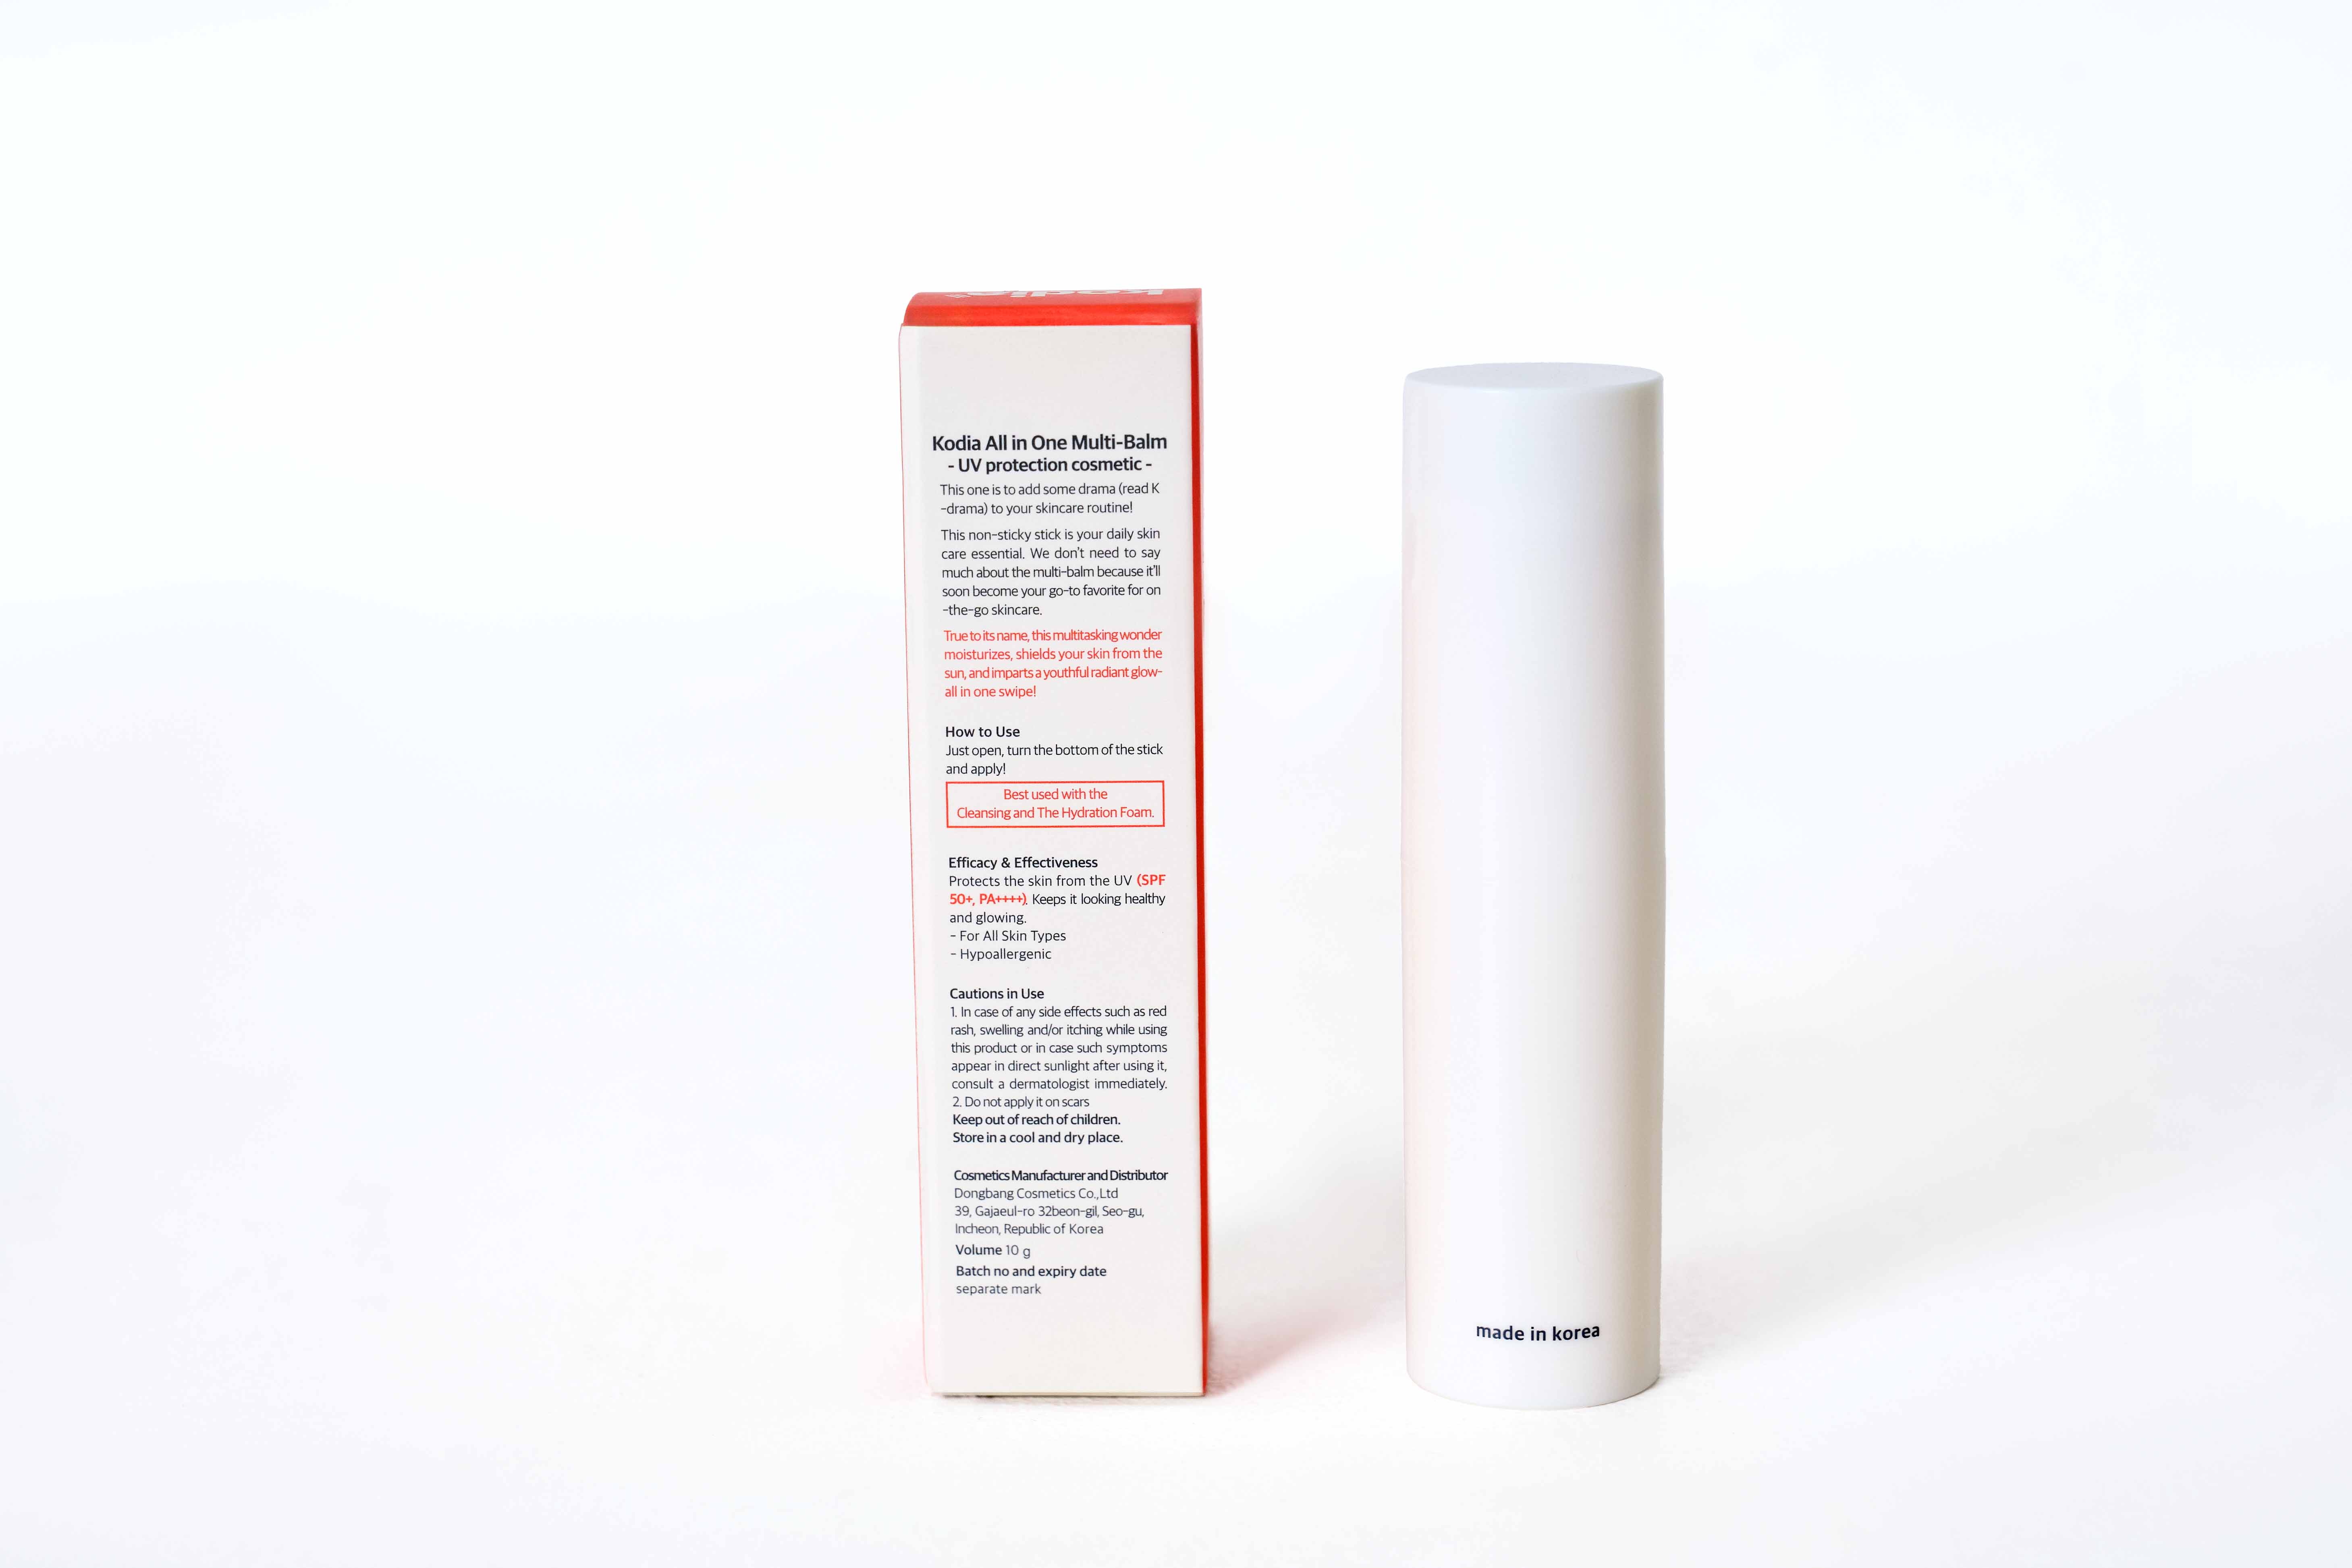 kodia
Kodia All in One Multi-Balm
- UV protection cosmetic -
This one is to add some drama (read K
-drama) to your skincare routine!
This non-sticky stick is your daily skin
care essential. We don't need to say
much about the multi-balm because it'll
soon become your go-to favorite for on
-the-go skincare.
True to its name, this multitasking wonder
moisturizes, shields your skin from the
sun, and imparts a youthful radiant glow-
all in one swipe!
How to Use
Just open, turn the bottom of the stick
and apply!
Best used with the
Cleansing and The Hydration Foam.
Efficacy & Effectiveness
Protects the skin from the UV (SPF
50+, PA++++). Keeps it looking healthy
and glowing.
- For All Skin Types
- Hypoallergenic
Cautions in Use
1. In case of any side effects such as red
rash, swelling and/or itching while using
this product or in case such symptoms
appear in direct sunlight after using it,
consult a dermatologist immediately.
2. Do not apply it on scars
Keep out of reach of children.
Store in a cool and dry place.
Cosmetics Manufacturer and Distributor
Dongbang Cosmetics Co.,Ltd
39, Gajaeul-ro 32beon-gil, Seo-gu,
Incheon, Republic of Korea
Volume 10 g
Batch no and expiry date
separate mark
made in korea